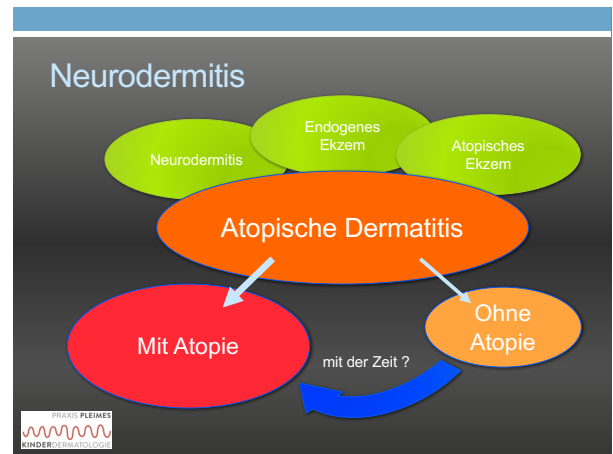 Neurodermitis
Endogenes
Ekzem
Neurodermitis
Atopisches
Ekzem
Atopische Dermatitis
Mit Atopie
Ohne
Atopie
mit der Zeit ?
PRAXIS PLEIMES
KINDERDERMATOLOGIE